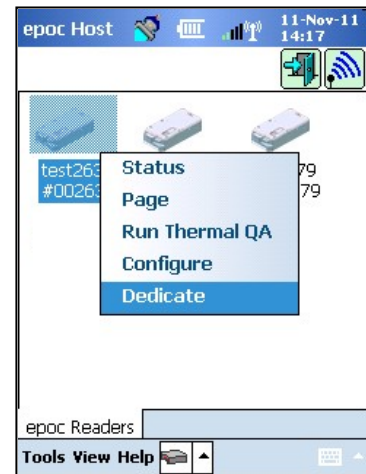 epoc Host
11-Nov-11
14:17
test263
#00263
79
79
Status
Page
Run Thermal QA
Configure
Dedicate
epoc Readers
Tools View Help